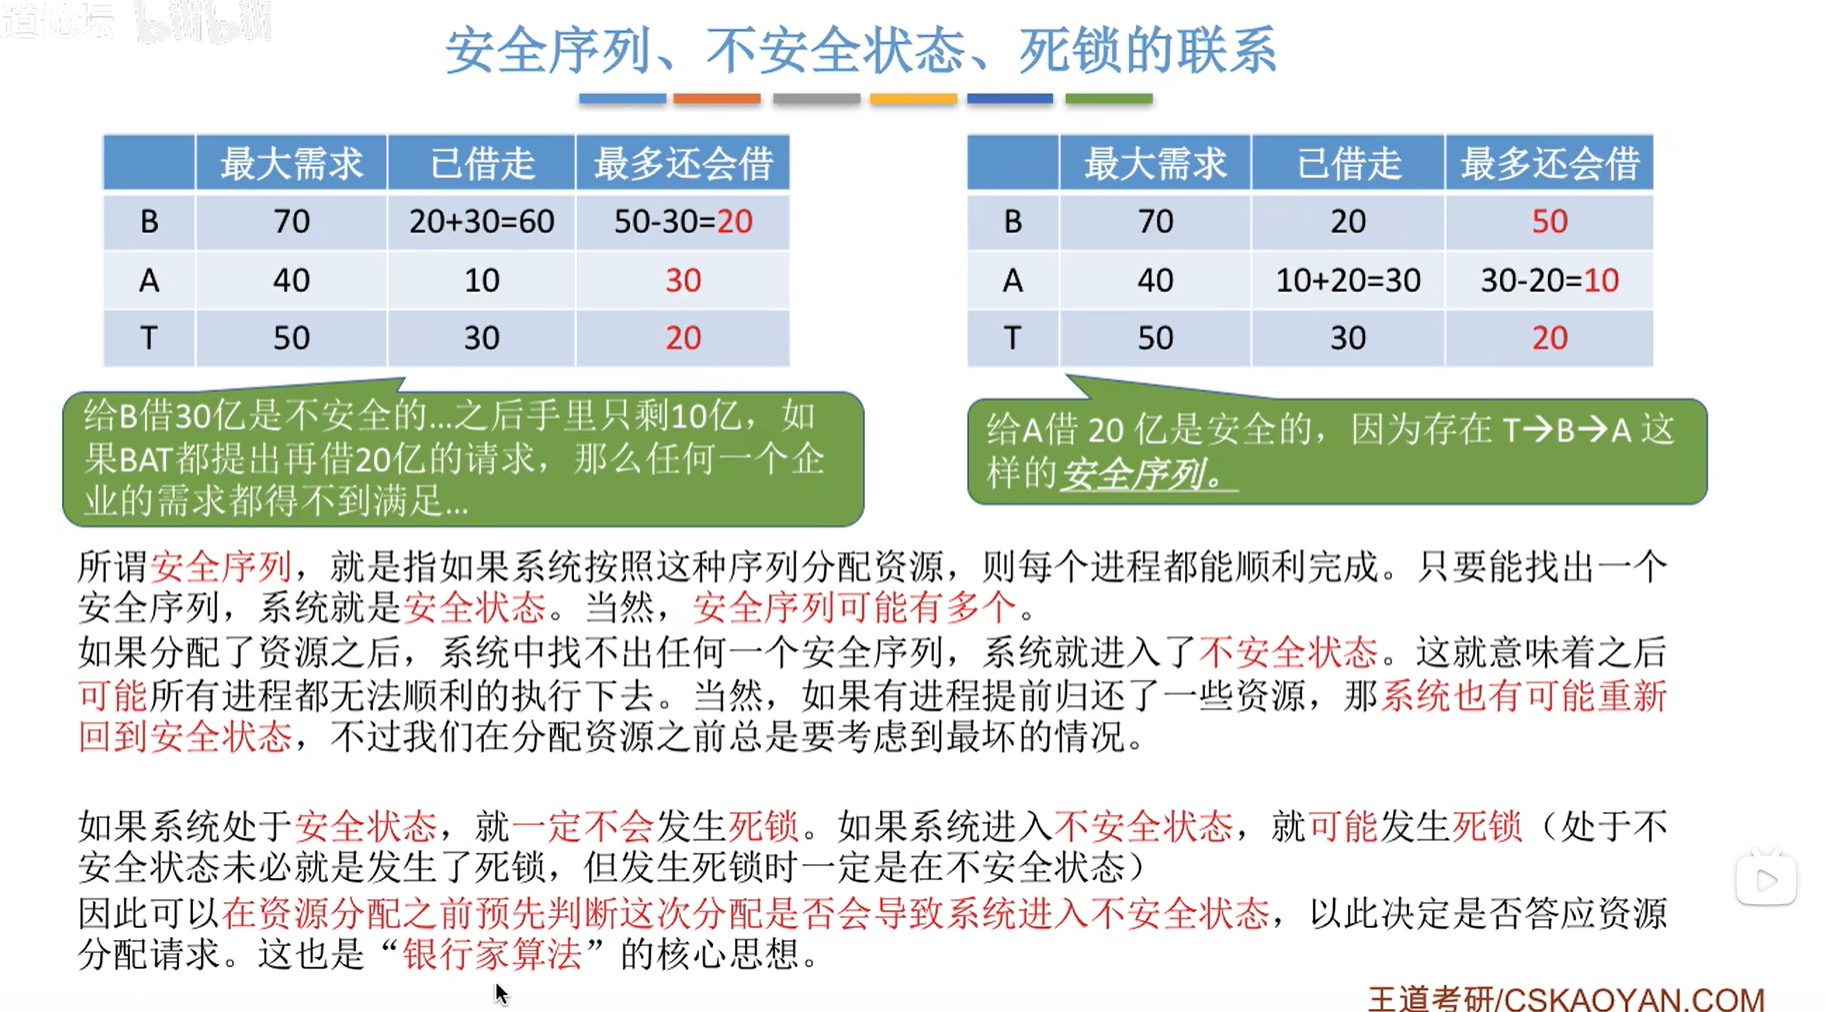 道论坛 bilibili
安全序列、不安全状态、死锁的联系
最大需求 已借走 最多还会借
B 70 20+30=60 50-30=20
A 40 10 30
T 50 30 20
最大需求 已借走 最多还会借
B 70 20 50
A 40 10+20=30 30-20=10
T 50 30 20
给B借30亿是不安全的...之后手里只剩10亿，如
果BAT都提出再借20亿的请求，那么任何一个企
业的需求都得不到满足...
给A借 20 亿是安全的，因为存在 T→B→A 这
样的安全序列。
所谓安全序列，就是指如果系统按照这种序列分配资源，则每个进程都能顺利完成。只要能找出一个
安全序列，系统就是安全状态。当然，安全序列可能有多个。
如果分配了资源之后，系统中找不出任何一个安全序列，系统就进入了不安全状态。这就意味着之后
可能所有进程都无法顺利的执行下去。当然，如果有进程提前归还了一些资源，那系统也有可能重新
回到安全状态，不过我们在分配资源之前总是要考虑到最坏的情况。
如果系统处于安全状态，就一定不会发生死锁。如果系统进入不安全状态，就可能发生死锁（处于不
安全状态未必就是发生了死锁，但发生死锁时一定是在不安全状态）
因此可以在资源分配之前预先判断这次分配是否会导致系统进入不安全状态，以此决定是否答应资源
分配请求。这也是“银行家算法”的核心思想。
王道考研/CSKAOYAN.COM